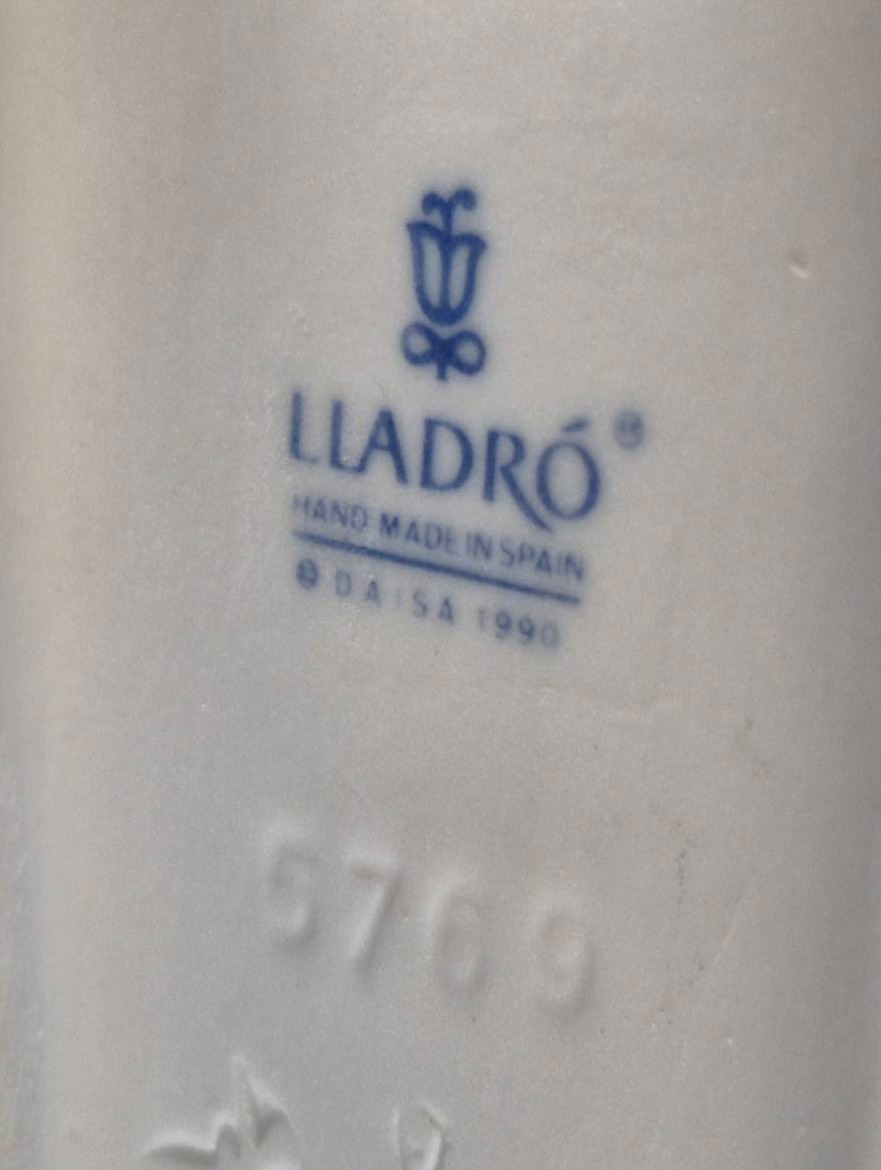 LLADRÓ®
HAND MADE IN SPAIN
© DAISA 1990
5769